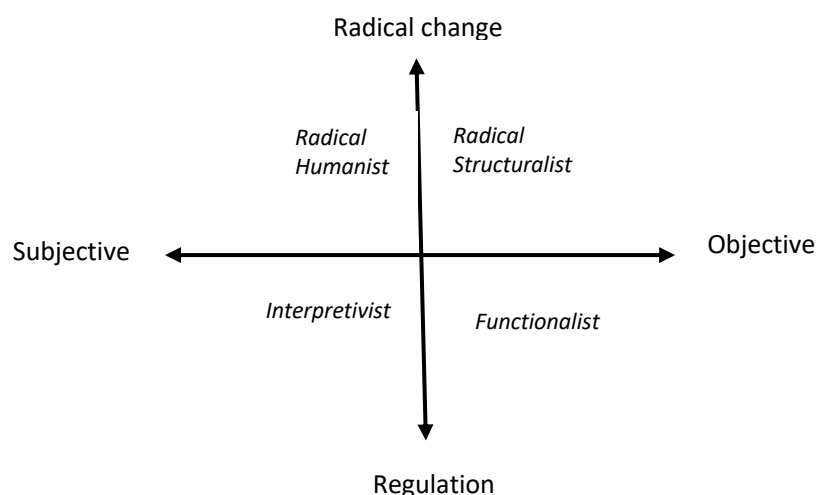 Radical change
Radical
Humanist
Radical
Structuralist
Subjective
Objective
Interpretivist
Functionalist
Regulation